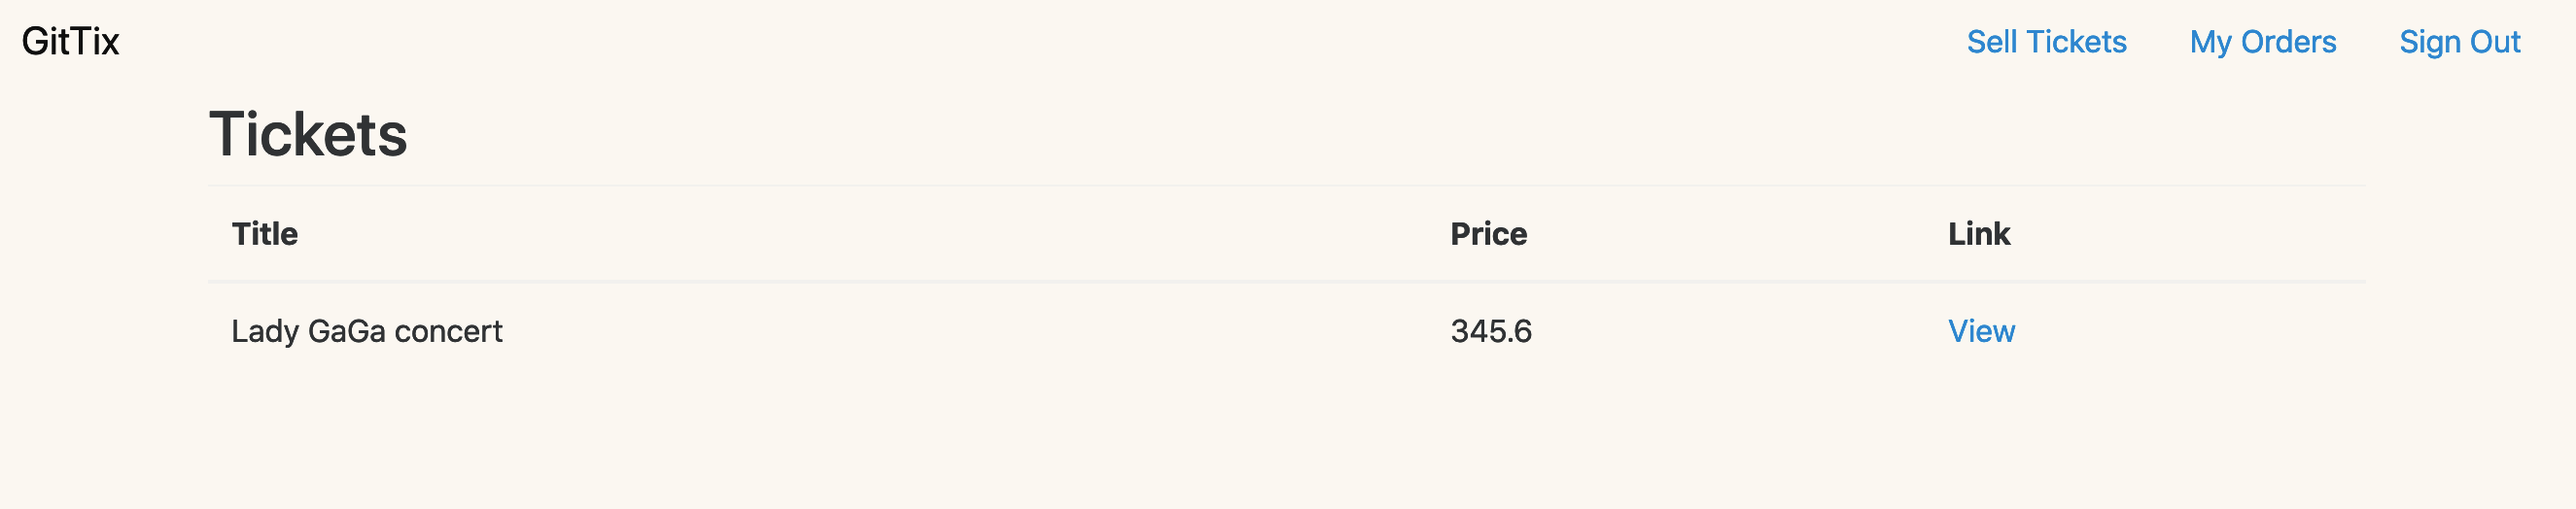 GitTix Sell Tickets My Orders Sign Out
Tickets
Title Price Link
Lady GaGa concert 345.6 View